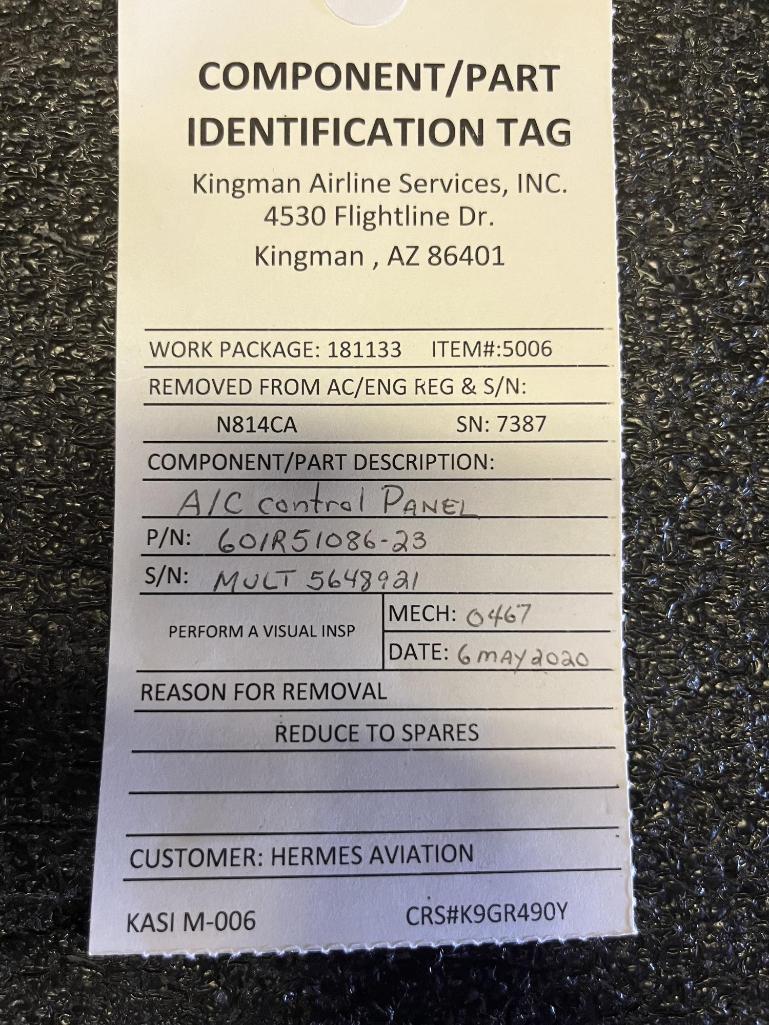 COMPONENT/PART
IDENTIFICATION TAG
Kingman Airline Services, INC.
4530 Flightline Dr.
Kingman , AZ 86401
WORK PACKAGE: 181133 ITEM#:5006
REMOVED FROM AC/ENG REG & S/N:
N814CA SN: 7387
COMPONENT/PART DESCRIPTION:
A/C control PANEL
P/N: 601R51086-23
S/N: MULT 5648921
PERFORM A VISUAL INSP
MECH: 0467
DATE: 6 MAY 2020
REASON FOR REMOVAL
REDUCE TO SPARES
CUSTOMER: HERMES AVIATION
KASI M-006 CRS#K9GR490Y